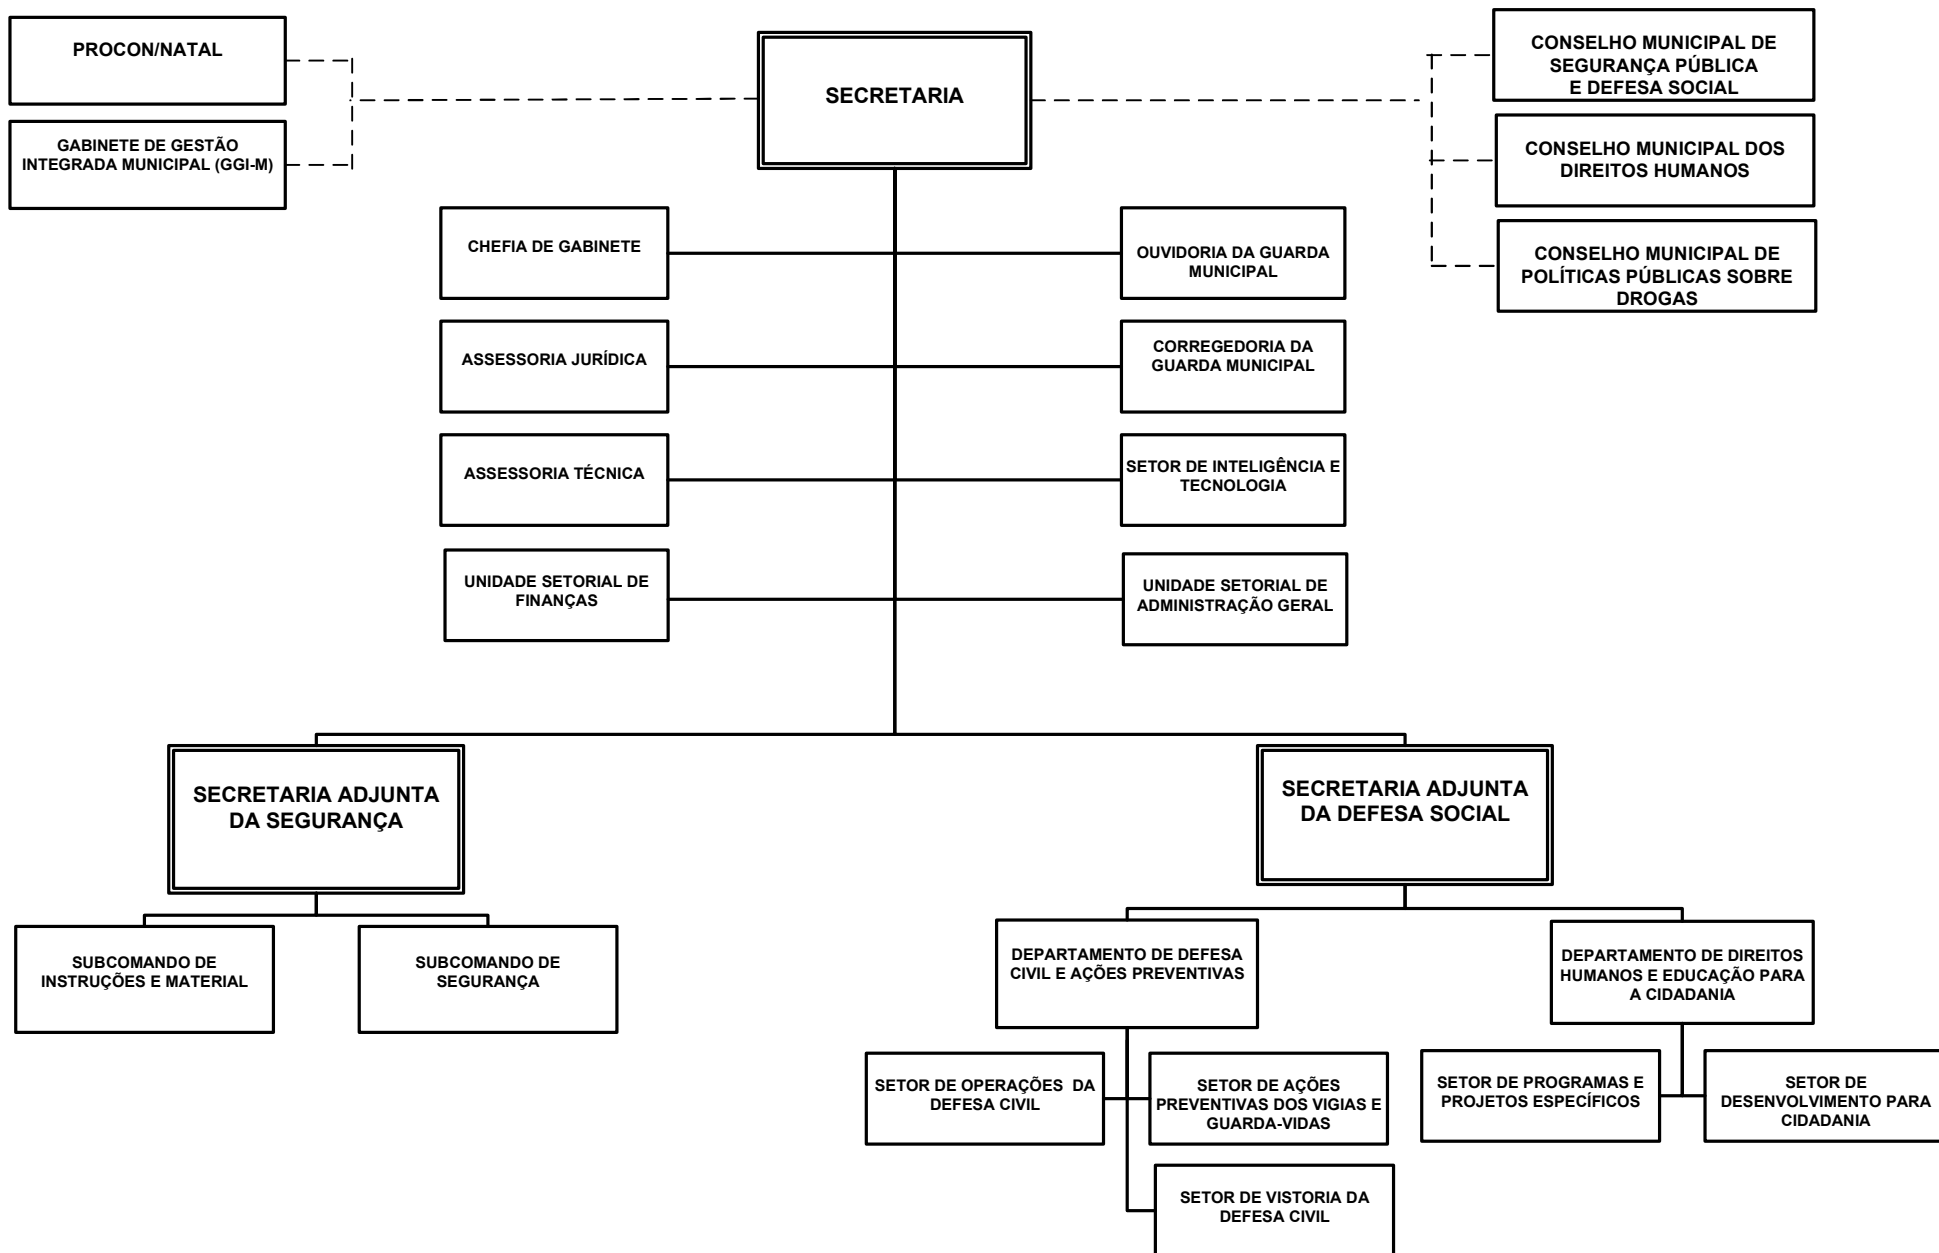 PROCON/NATAL
GABINETE DE GESTÃO
INTEGRADA MUNICIPAL (GGI-M)
SECRETARIA
CONSELHO MUNICIPAL DE
SEGURANÇA PÚBLICA
E DEFESA SOCIAL
CONSELHO MUNICIPAL DOS
DIREITOS HUMANOS
CONSELHO MUNICIPAL DE
POLÍTICAS PÚBLICAS SOBRE
DROGAS
CHEFIA DE GABINETE
OUVIDORIA DA GUARDA
MUNICIPAL
ASSESSORIA JURÍDICA
CORREGEDORIA DA
GUARDA MUNICIPAL
ASSESSORIA TÉCNICA
SETOR DE INTELIGÊNCIA E
TECNOLOGIA
UNIDADE SETORIAL DE
FINANÇAS
UNIDADE SETORIAL DE
ADMINISTRAÇÃO GERAL
SECRETARIA ADJUNTA
DA SEGURANÇA
SECRETARIA ADJUNTA
DA DEFESA SOCIAL
SUBCOMANDO DE
INSTRUÇÕES E MATERIAL
SUBCOMANDO DE
SEGURANÇA
DEPARTAMENTO DE DEFESA
CIVIL E AÇÕES PREVENTIVAS
DEPARTAMENTO DE DIREITOS
HUMANOS E EDUCAÇÃO PARA
A CIDADANIA
SETOR DE OPERAÇÕES DA
DEFESA CIVIL
SETOR DE AÇÕES
PREVENTIVAS DOS VIGIAS E
GUARDA-VIDAS
SETOR DE PROGRAMAS E
PROJETOS ESPECÍFICOS
SETOR DE
DESENVOLVIMENTO PARA
CIDADANIA
SETOR DE VISTORIA DA
DEFESA CIVIL